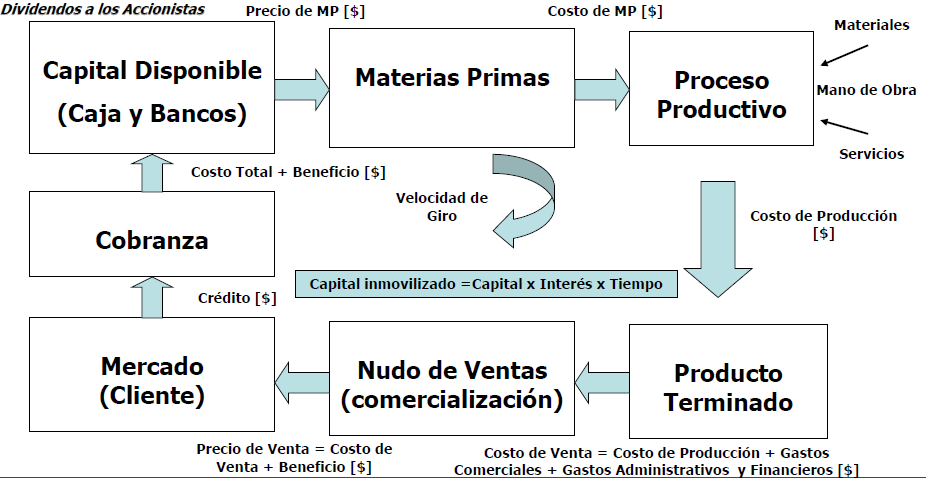 Dividendos a los Accionistas
Precio de MP [$]
Costo de MP [$]
Capital Disponible
(Caja y Bancos)
Materias Primas
Proceso
Productivo
Materiales
Mano de Obra
Servicios
Costo Total + Beneficio [$]
Velocidad de
Giro
Costo de Producción
[$]
Cobranza
Capital inmovilizado =Capital x Interés x Tiempo
Crédito [$]
Mercado
(Cliente)
Nudo de Ventas
(comercialización)
Producto
Terminado
Precio de Venta = Costo de
Venta + Beneficio [$]
Costo de Venta = Costo de Producción + Gastos
Comerciales + Gastos Administrativos y Financieros [$]